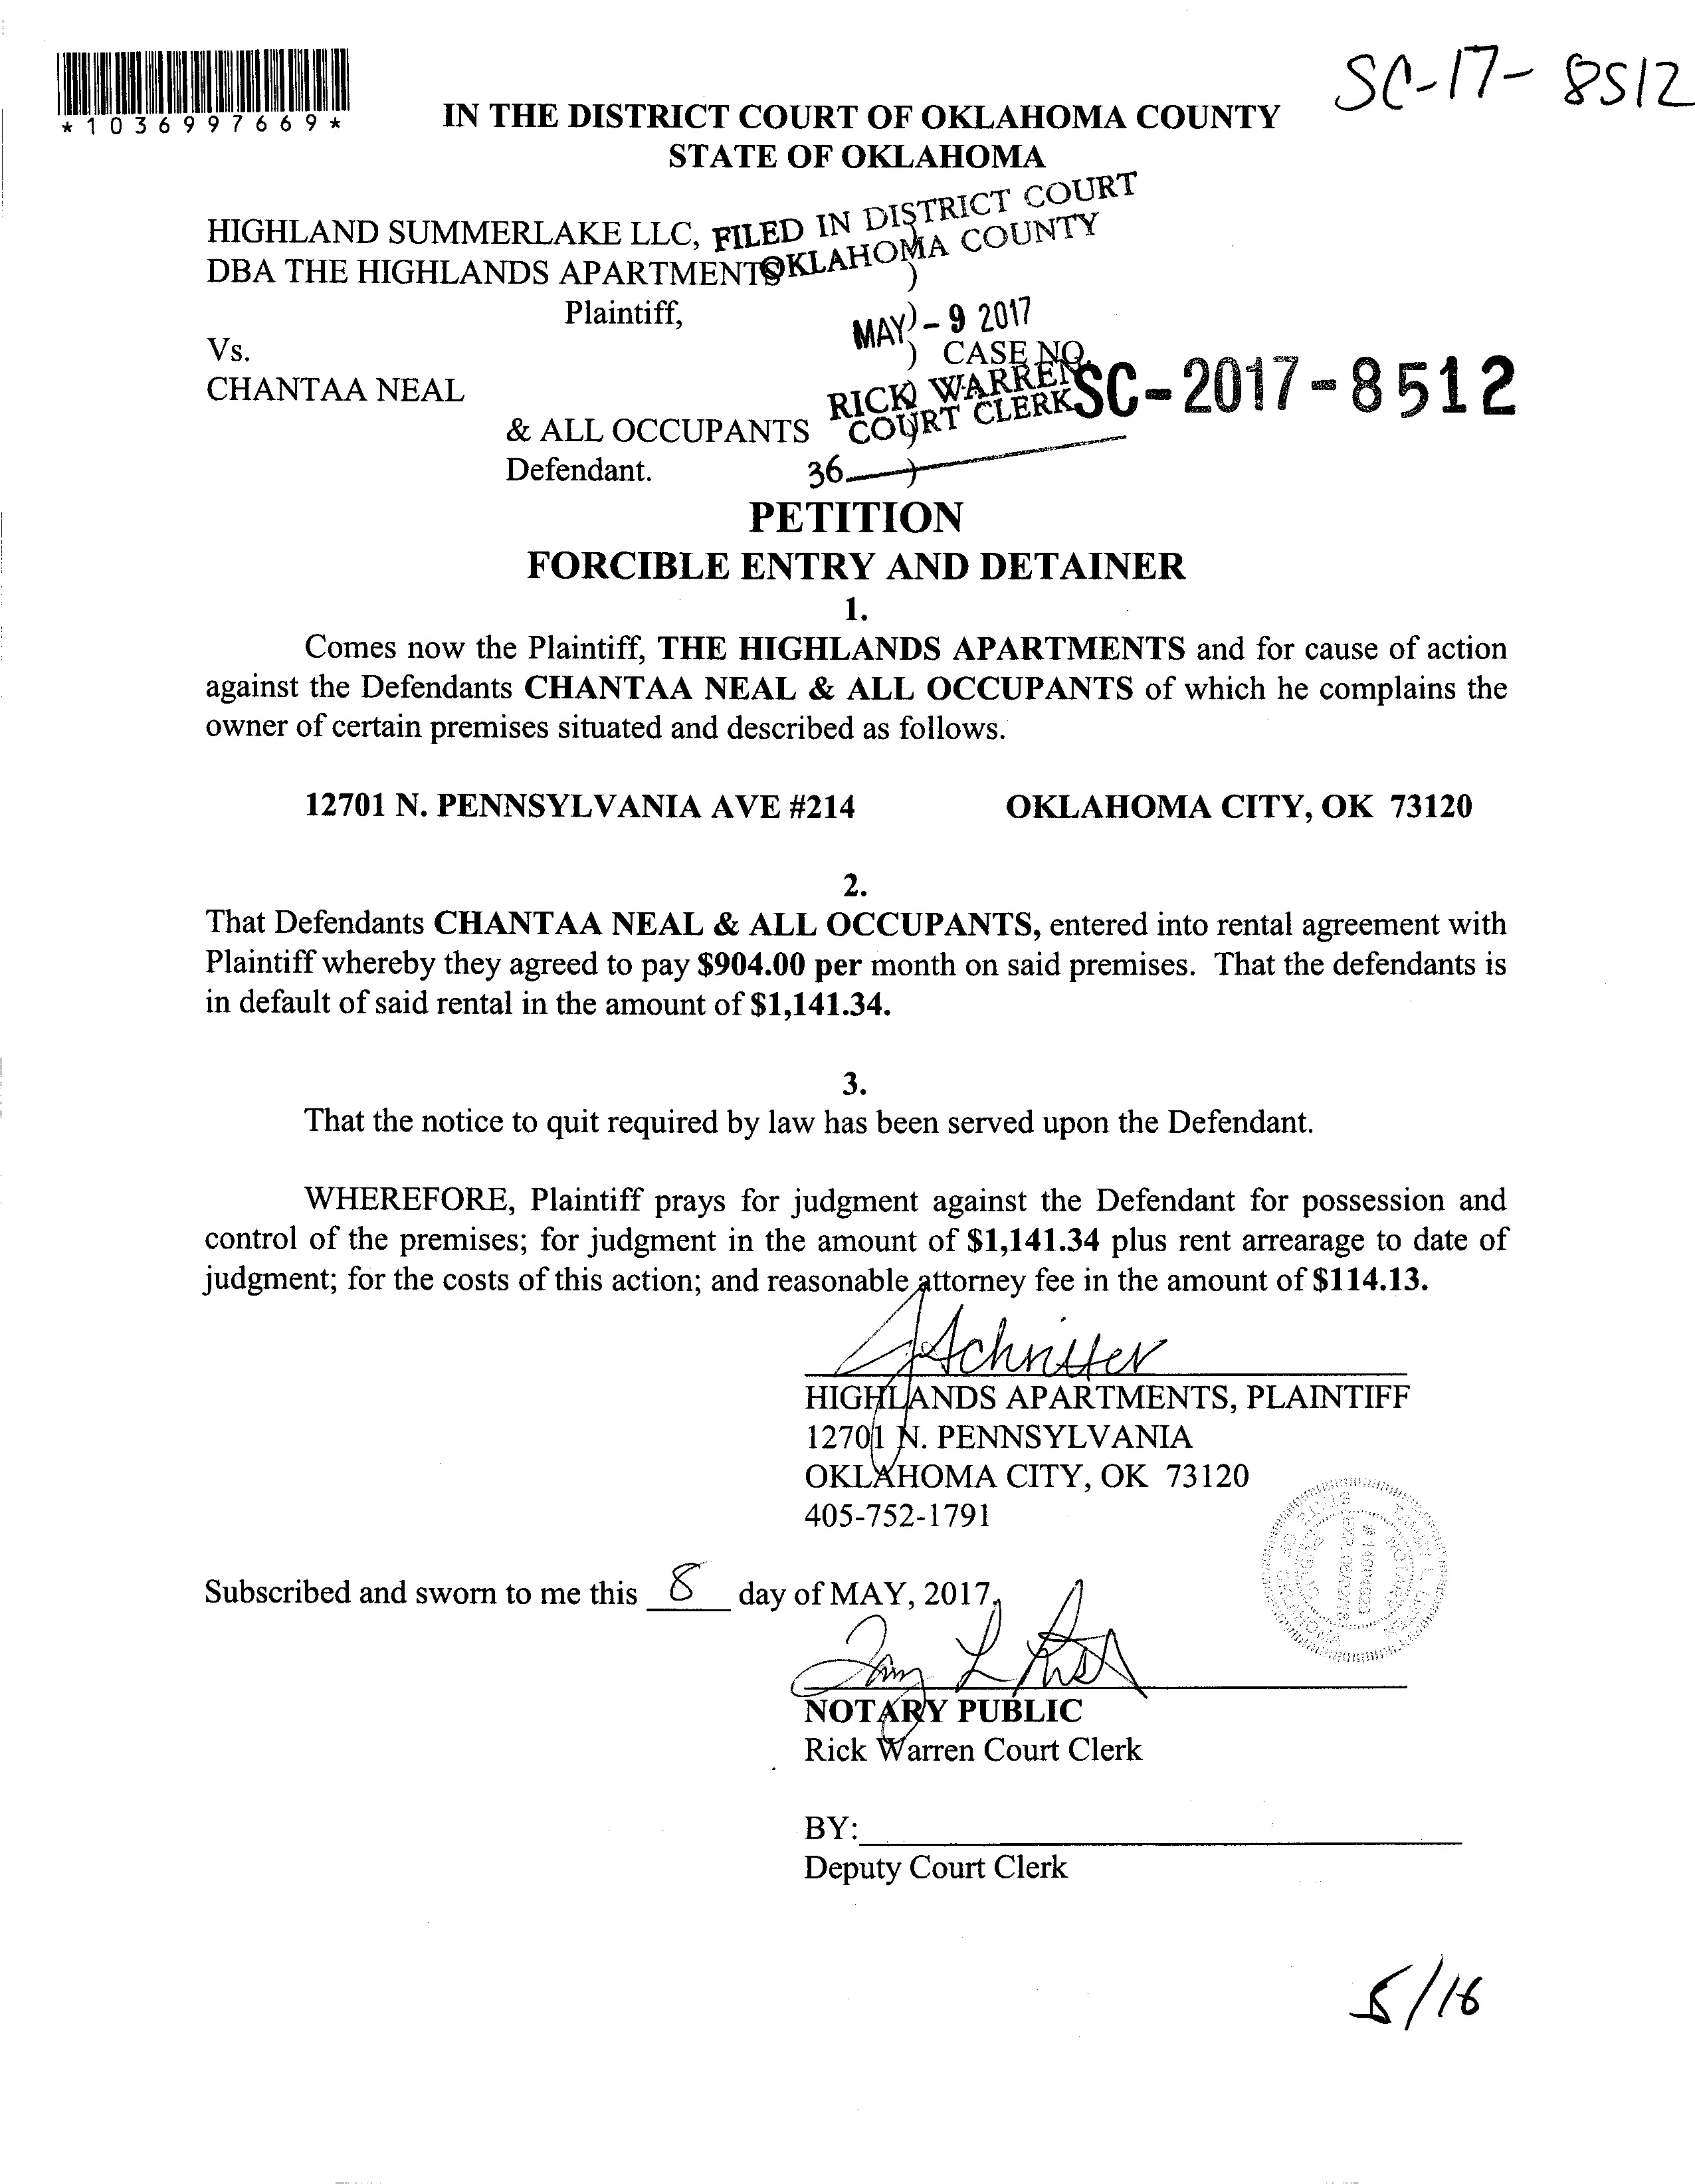 SC-17-8512
*1036997669*
IN THE DISTRICT COURT OF OKLAHOMA COUNTY
STATE OF OKLAHOMA
FILED IN DISTRICT COURT
OKLAHOMA COUNTY
HIGHLAND SUMMERLAKE LLC,
DBA THE HIGHLANDS APARTMENTS )
Plaintiff, )
MAY - 9 2017
Vs. ) CASE NO. SC-2017-8512
CHANTAA NEAL )
RICK WARREN
COURT CLERK
& ALL OCCUPANTS )
Defendant. )
36
PETITION
FORCIBLE ENTRY AND DETAINER
1.
Comes now the Plaintiff, THE HIGHLANDS APARTMENTS and for cause of action
against the Defendants CHANTAA NEAL & ALL OCCUPANTS of which he complains the
owner of certain premises situated and described as follows.
12701 N. PENNSYLVANIA AVE #214 OKLAHOMA CITY, OK 73120
2.
That Defendants CHANTAA NEAL & ALL OCCUPANTS, entered into rental agreement with
Plaintiff whereby they agreed to pay $904.00 per month on said premises. That the defendants is
in default of said rental in the amount of $1,141.34.
3.
That the notice to quit required by law has been served upon the Defendant.
WHEREFORE, Plaintiff prays for judgment against the Defendant for possession and
control of the premises; for judgment in the amount of $1,141.34 plus rent arrearage to date of
judgment; for the costs of this action; and reasonable attorney fee in the amount of $114.13.
HIGHLANDS APARTMENTS, PLAINTIFF
12701 N. PENNSYLVANIA
OKLAHOMA CITY, OK 73120
405-752-1791
Subscribed and sworn to me this 8 day of MAY, 2017.
NOTARY PUBLIC
Rick Warren Court Clerk
BY:
Deputy Court Clerk
5/16